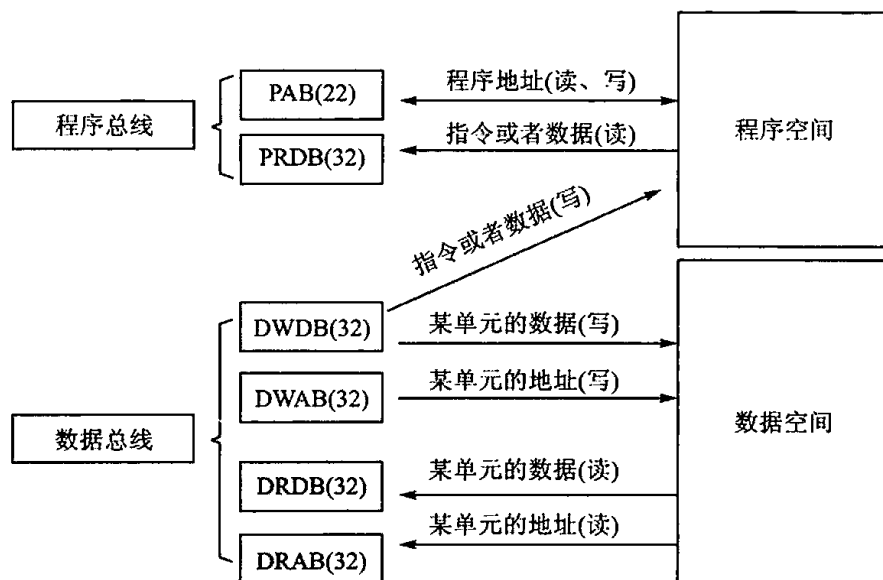 PAB(22)
程序地址(读、写)
程序总线
指令或者数据(读)
程序空间
PRDB(32)
指令或者数据(写)
DWDB(32)
某单元的数据(写)
DWAB(32)
某单元的地址(写)
数据总线
数据空间
DRDB(32)
某单元的数据(读)
某单元的地址(读)
DRAB(32)